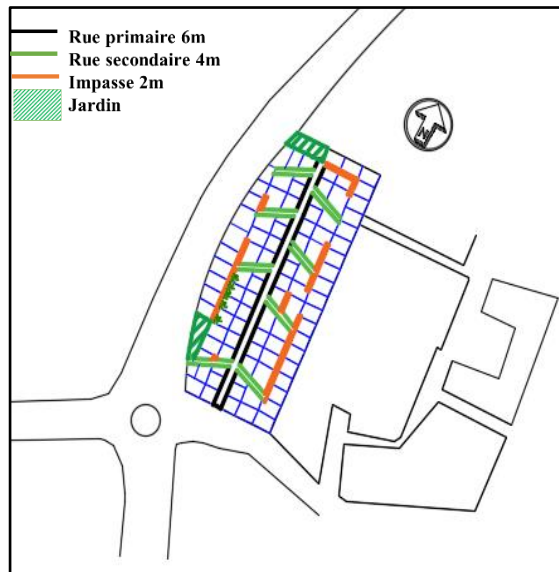 Rue primaire 6m
Rue secondaire 4m
Impasse 2m
Jardin
N